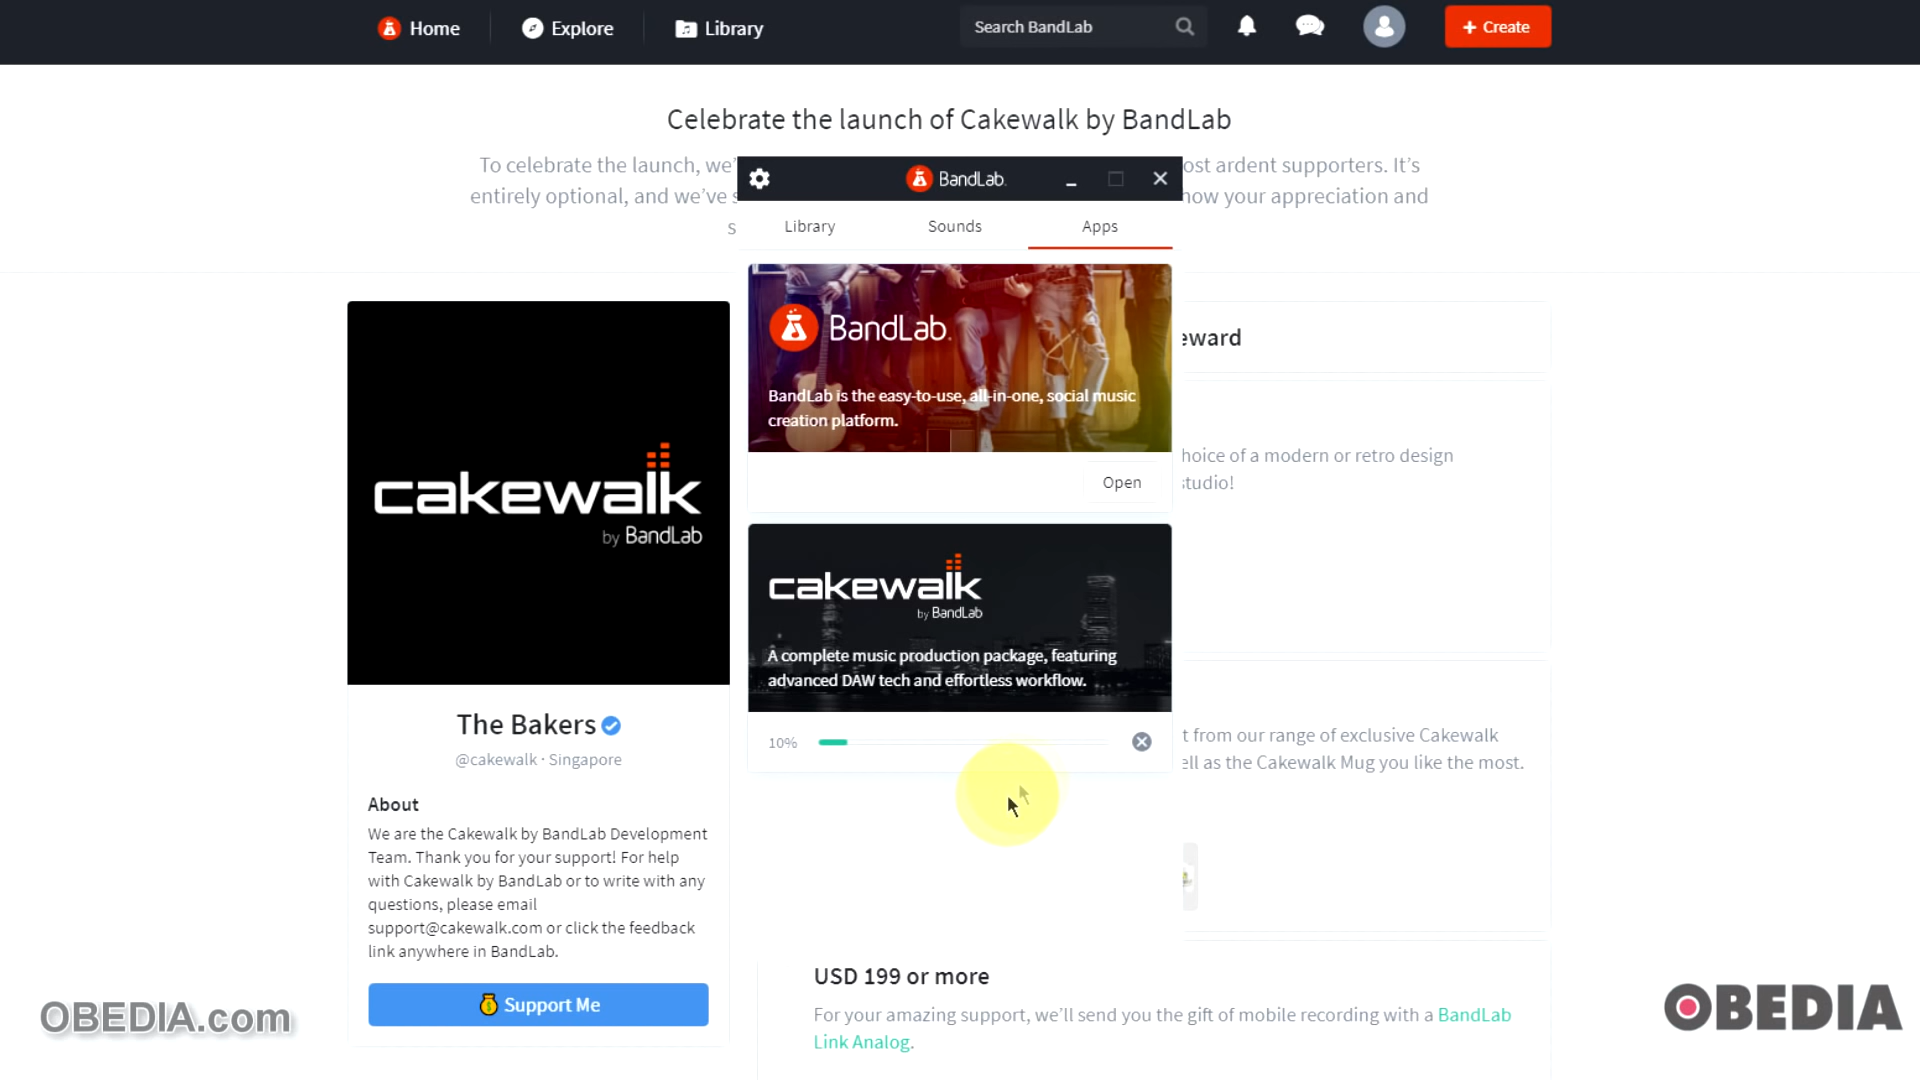 Home
Explore
Library
Search BandLab
+ Create
Celebrate the launch of Cakewalk by BandLab
To celebrate the launch, we'
ost ardent supporters. It's
entirely optional, and we've s
now your appreciation and
s
BandLab.
Library
Sounds
Apps
BandLab.
BandLab is the easy-to-use, all-in-one, social music
creation platform.
Open
cakewalk
by BandLab
A complete music production package, featuring
advanced DAW tech and effortless workflow.
10%
cakewalk
by BandLab
The Bakers
@cakewalk · Singapore
About
We are the Cakewalk by BandLab Development
Team. Thank you for your support! For help
with Cakewalk by BandLab or to write with any
questions, please email
support@cakewalk.com or click the feedback
link anywhere in BandLab.
Support Me
eward
hoice of a modern or retro design
studio!
t from our range of exclusive Cakewalk
ell as the Cakewalk Mug you like the most.
USD 199 or more
For your amazing support, we'll send you the gift of mobile recording with a BandLab
Link Analog.
OBEDIA.com
OBEDIA